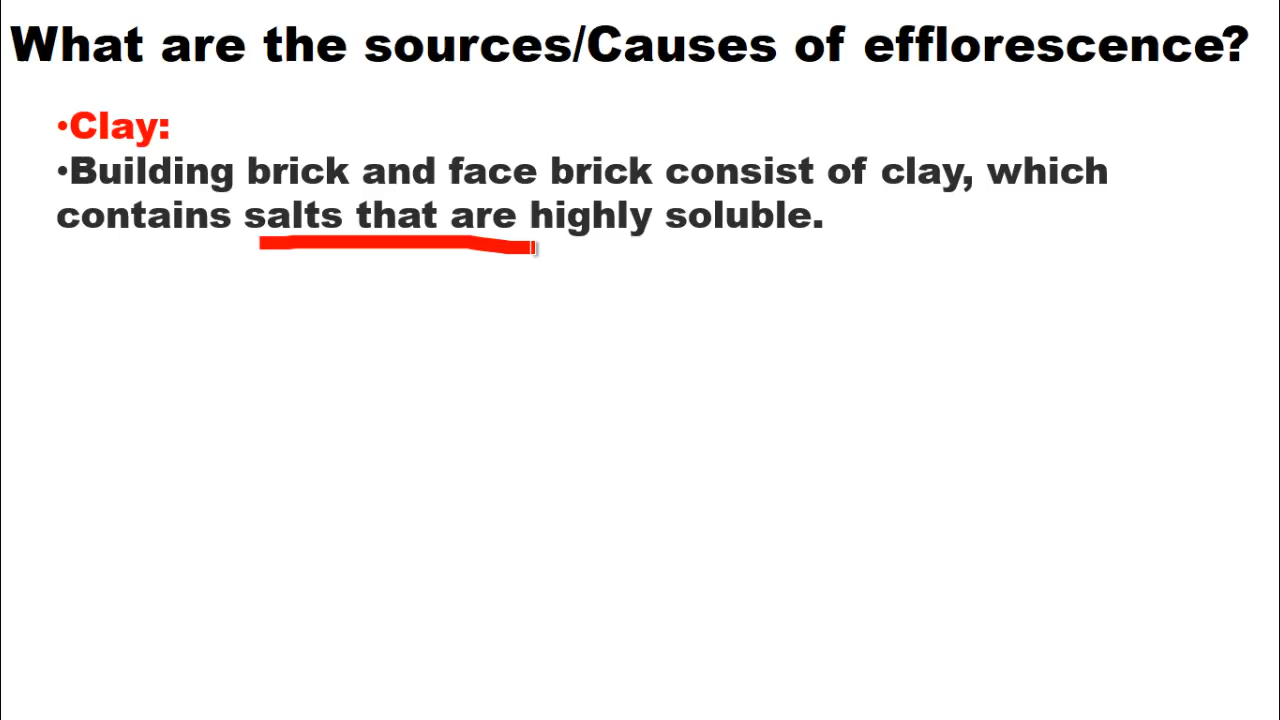 What are the sources/Causes of efflorescence?
•Clay:
•Building brick and face brick consist of clay, which
contains salts that are highly soluble.